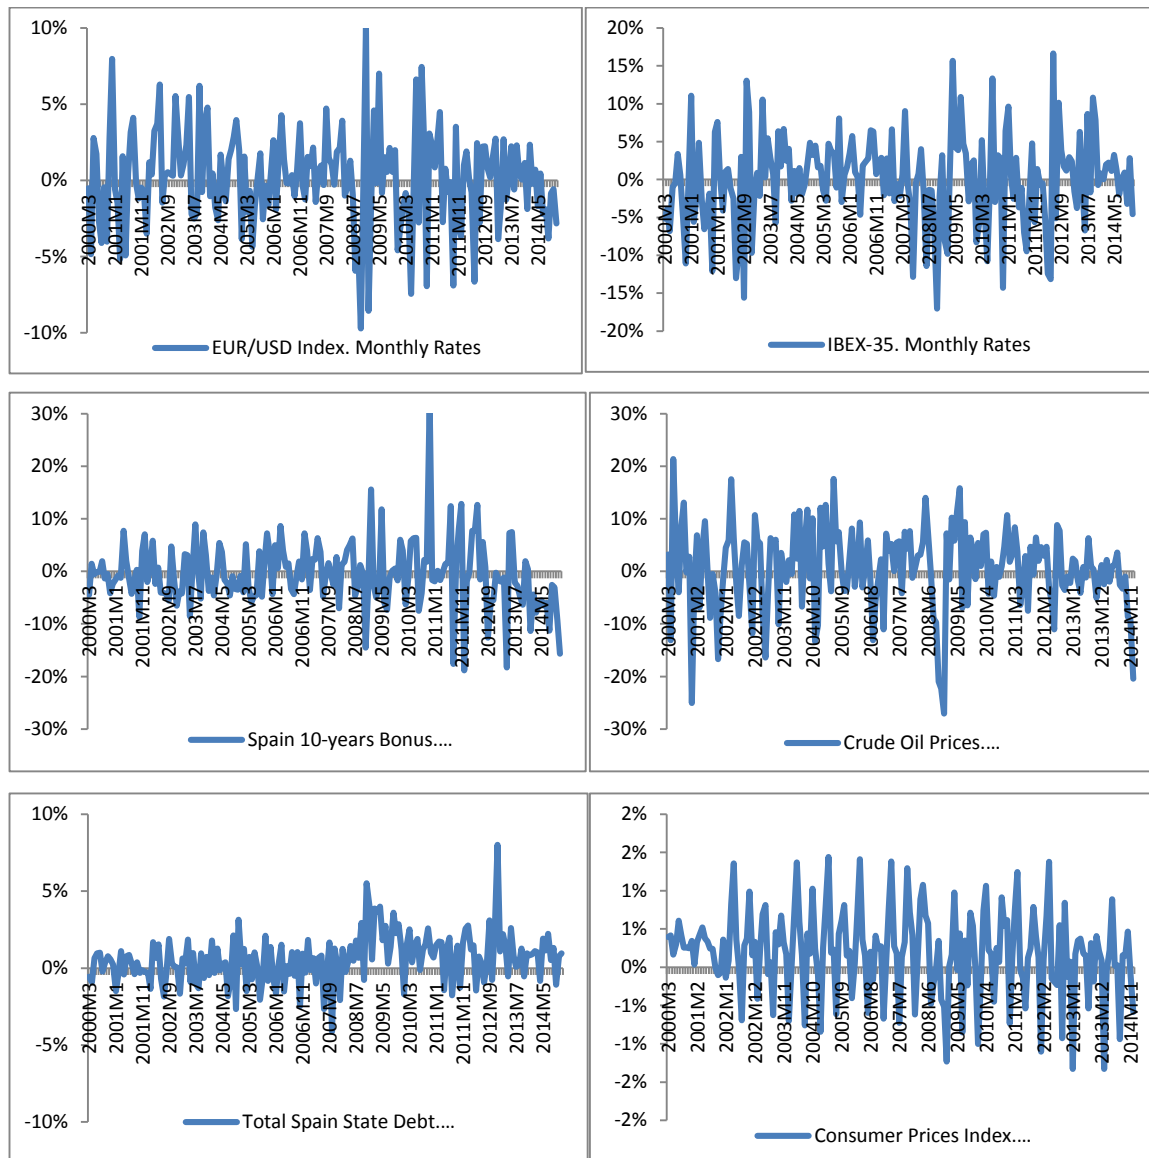 10%
5%
0%
-5%
-10%
2000M3
2001M1
2001M11
2002M9
2003M7
2004M5
2005M3
2006M1
2006M11
2007M9
2008M7
2009M5
2010M3
2011M1
2011M11
2012M9
2013M7
2014M5
EUR/USD Index. Monthly Rates
20%
15%
10%
5%
0%
-5%
-10%
-15%
-20%
2000M3
2001M1
2001M11
2002M9
2003M7
2004M5
2005M3
2006M1
2006M11
2007M9
2008M7
2009M5
2010M3
2011M1
2011M11
2012M9
2013M7
2014M5
IBEX-35. Monthly Rates
30%
20%
10%
0%
-10%
-20%
-30%
2000M3
2001M1
2001M11
2002M9
2003M7
2004M5
2005M3
2006M1
2006M11
2007M9
2008M7
2009M5
2010M3
2011M1
2011M11
2012M9
2013M7
2014M5
Spain 10-years Bonus....
30%
20%
10%
0%
-10%
-20%
-30%
2000M3
2001M2
2002M1
2002M12
2003M11
2004M10
2005M9
2006M8
2007M7
2008M6
2009M5
2010M4
2011M3
2012M2
2013M1
2013M12
2014M11
Crude Oil Prices....
10%
5%
0%
-5%
-10%
2000M3
2001M1
2001M11
2002M9
2003M7
2004M5
2005M3
2006M1
2006M11
2007M9
2008M7
2009M5
2010M3
2011M1
2011M11
2012M9
2013M7
2014M5
Total Spain State Debt....
2%
2%
1%
1%
0%
-1%
-1%
-2%
-2%
2000M3
2001M2
2002M1
2002M12
2003M11
2004M10
2005M9
2006M8
2007M7
2008M6
2009M5
2010M4
2011M3
2012M2
2013M1
2013M12
2014M11
Consumer Prices Index....